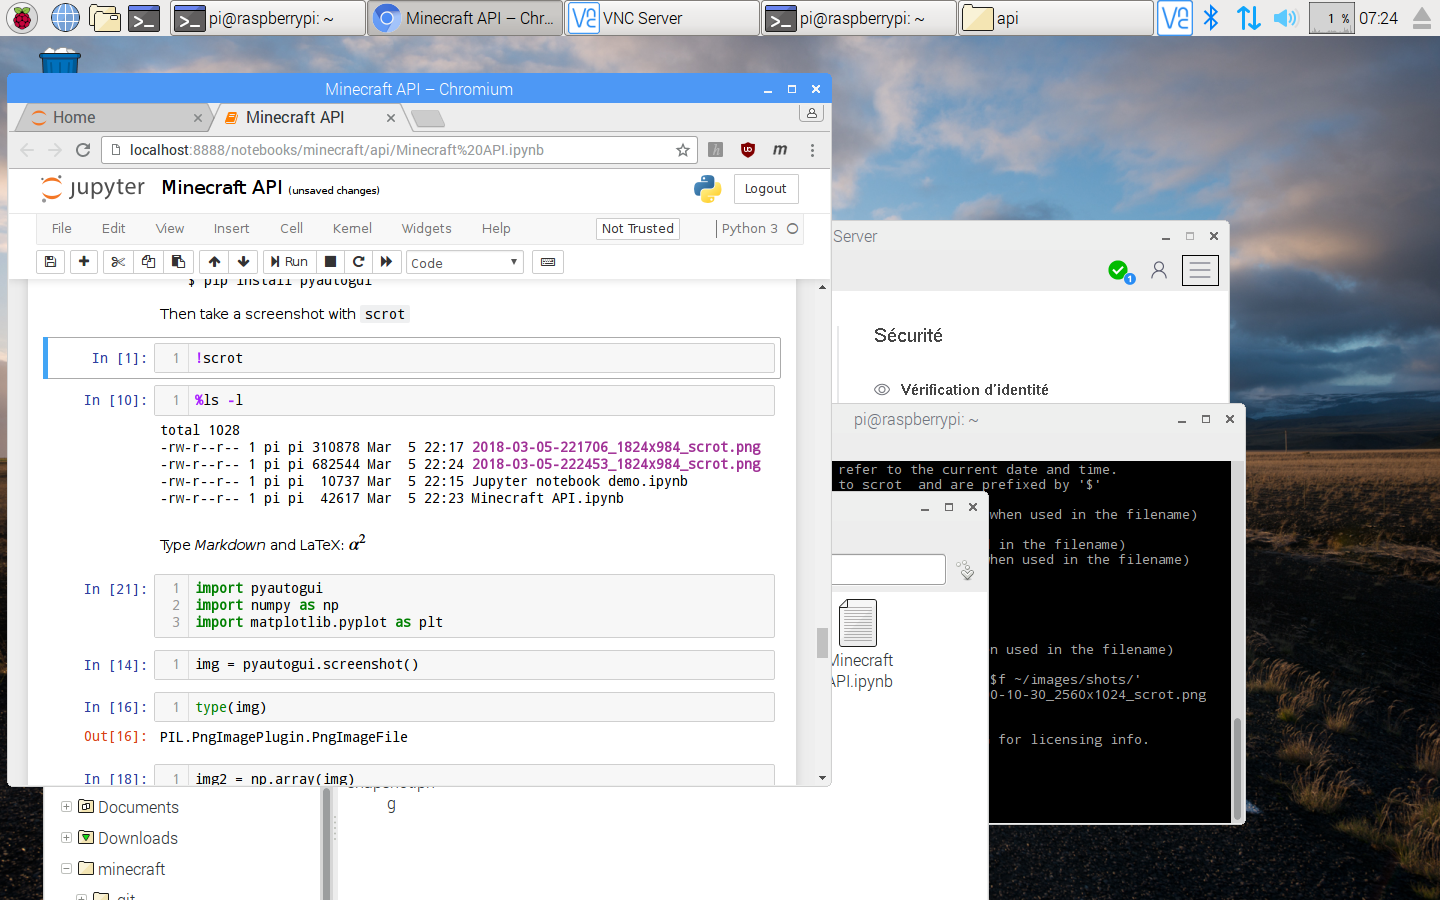 pi@raspberrypi: ~
Minecraft API – Chr...
VNC Server
pi@raspberrypi: ~
api
1 %
07:24
Minecraft API – Chromium
Home
Minecraft API
localhost:8888/notebooks/minecraft/api/Minecraft%20API.ipynb
jupyter
Minecraft API (unsaved changes)
Logout
File Edit View Insert Cell Kernel Widgets Help
Not Trusted
Python 3
Run
Code
$ pip install pyautogui
Then take a screenshot with scrot
In [1]: 1 !scrot
In [10]: 1 %ls -l
total 1028
-rw-r--r-- 1 pi pi 310878 Mar  5 22:17 2018-03-05-221706_1824x984_scrot.png
-rw-r--r-- 1 pi pi 682544 Mar  5 22:24 2018-03-05-222453_1824x984_scrot.png
-rw-r--r-- 1 pi pi  10737 Mar  5 22:15 Jupyter notebook demo.ipynb
-rw-r--r-- 1 pi pi  42617 Mar  5 22:23 Minecraft API.ipynb
Type Markdown and LaTeX: α²
In [21]: 1 import pyautogui
2 import numpy as np
3 import matplotlib.pyplot as plt
In [14]: 1 img = pyautogui.screenshot()
In [16]: 1 type(img)
Out[16]: PIL.PngImagePlugin.PngImageFile
In [18]: 1 img2 = np.array(img)
Server
1
Sécurité
Vérification d'identité
pi@raspberrypi: ~
refer to the current date and time.
to scrot  and are prefixed by '$'
when used in the filename)
in the filename)
when used in the filename)
n used in the filename)
$f ~/images/shots/'
0-10-30_2560x1024_scrot.png
for licensing info.
Minecraft
API.ipynb
g
Documents
Downloads
minecraft
.git